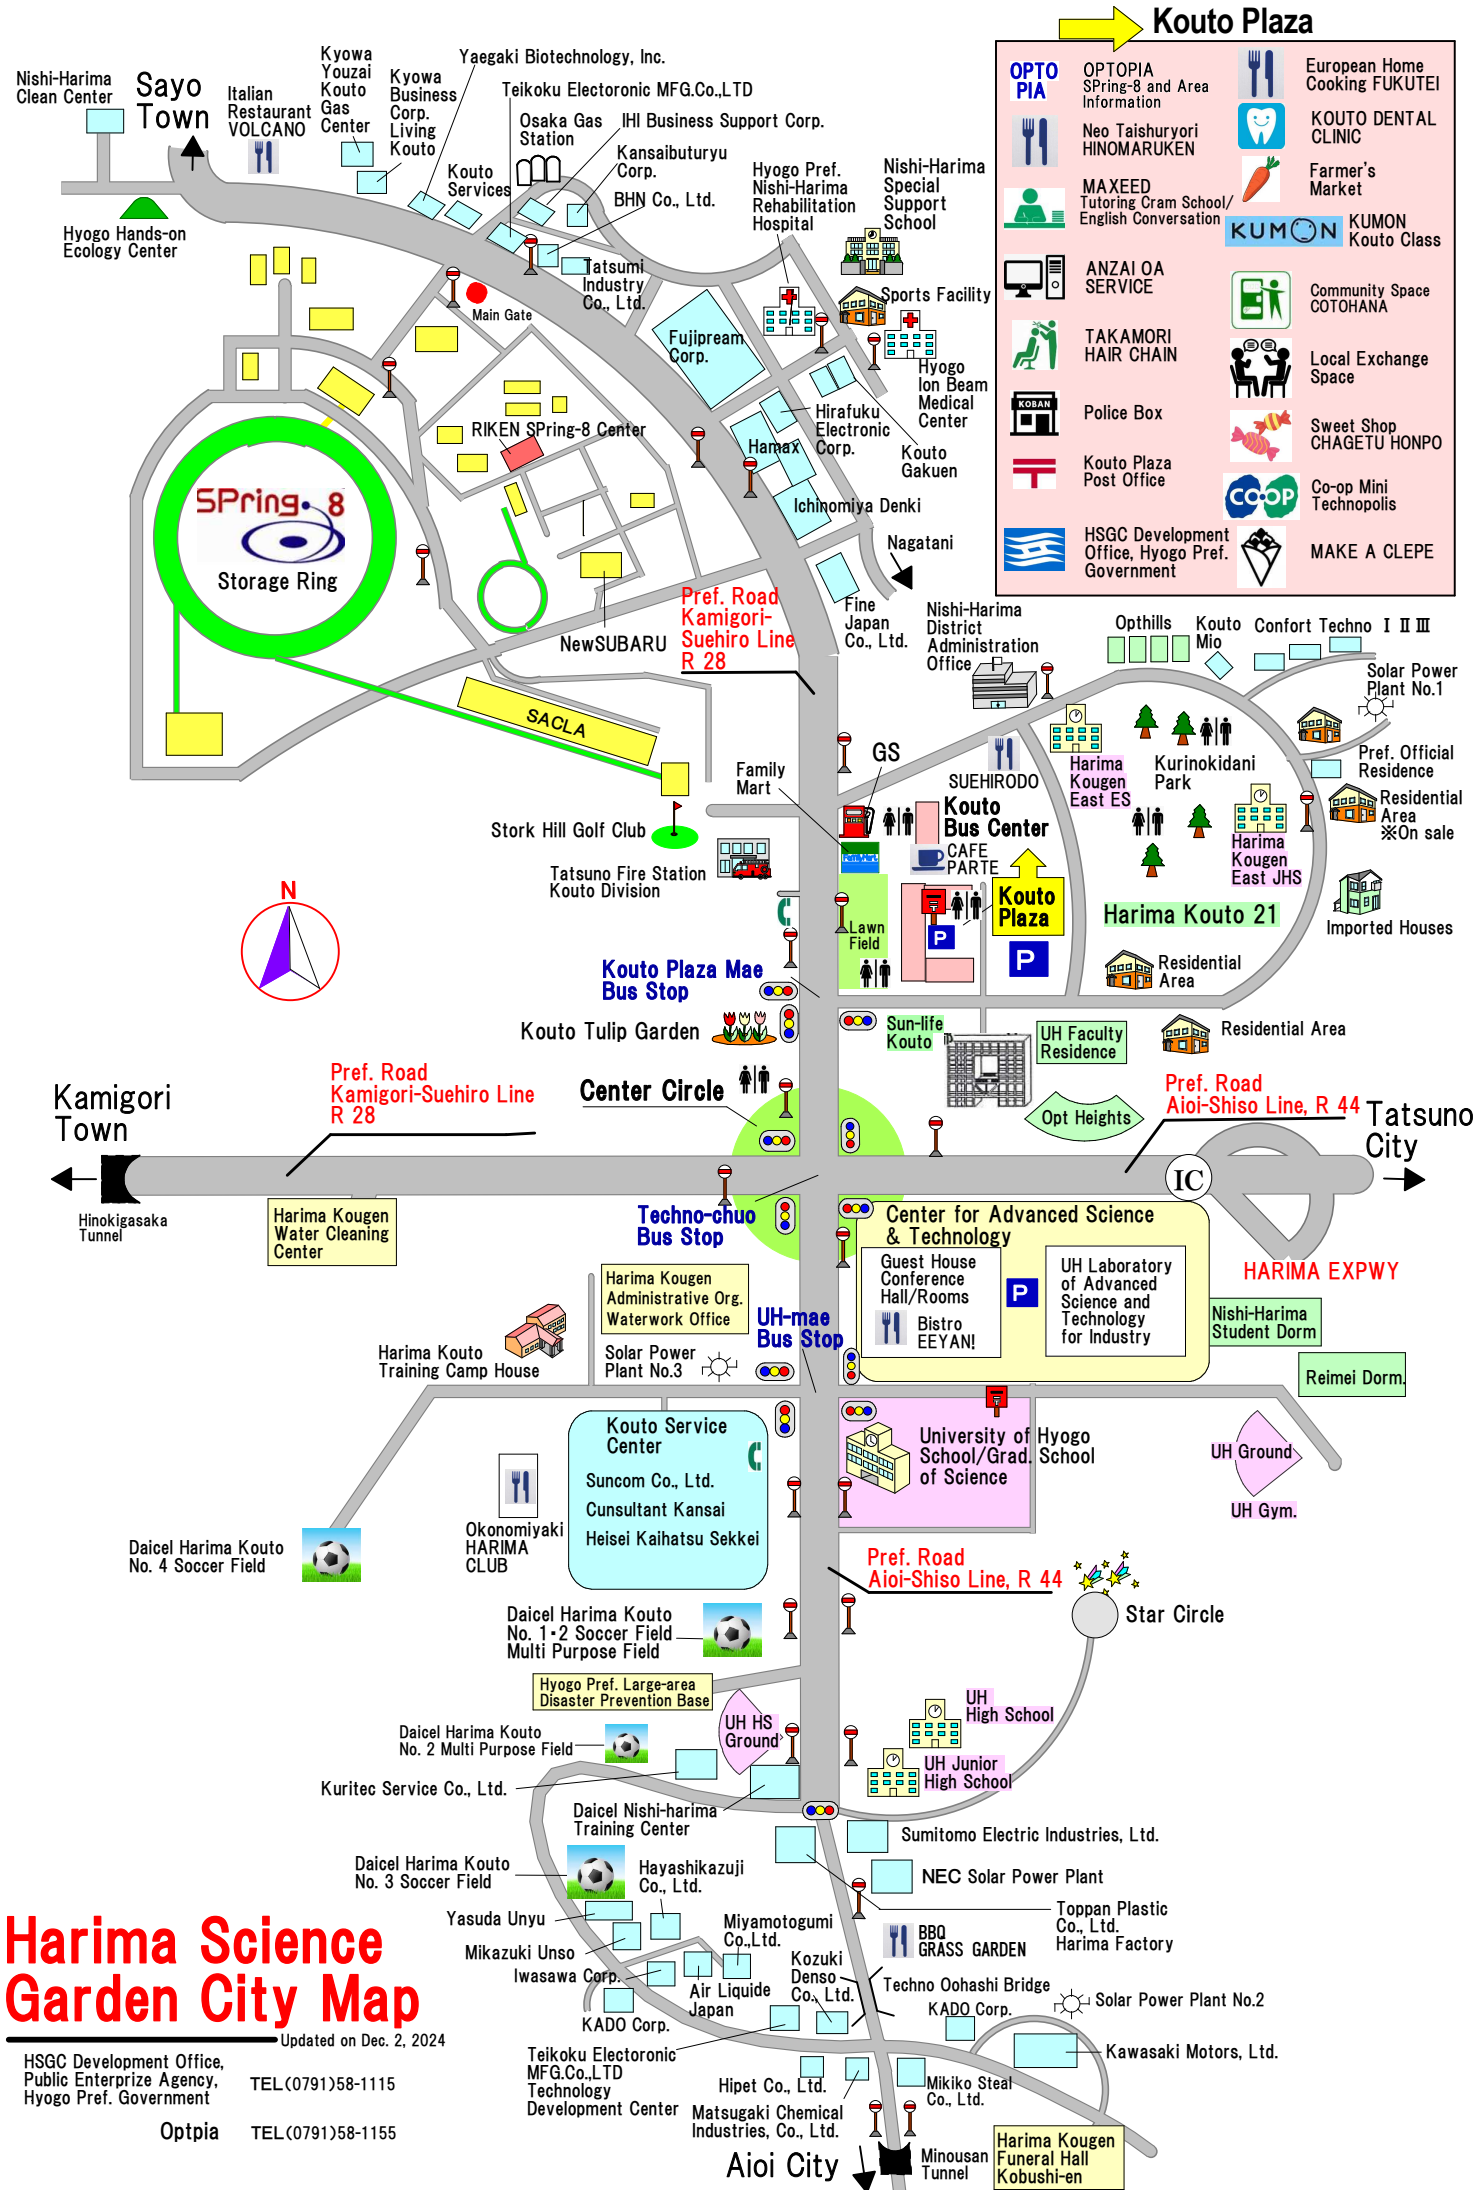 Kouto Plaza
OPTO
PIA
OPTOPIA
SPring-8 and Area
Information
European Home
Cooking FUKUTEI
Neo Taishuryori
HINOMARUKEN
KOUTO DENTAL
CLINIC
MAXEED
Tutoring Cram School/
English Conversation
Farmer's
Market
KUMON
KUMON
Kouto Class
ANZAI OA
SERVICE
Community Space
COTOHANA
TAKAMORI
HAIR CHAIN
Local Exchange
Space
KOBAN
Police Box
Sweet Shop
CHAGETU HONPO
Kouto Plaza
Post Office
CO-OP
Co-op Mini
Technopolis
HSGC Development
Office, Hyogo Pref.
Government
MAKE A CLEPE
Nishi-Harima
Clean Center
Sayo
Town
Italian
Restaurant
VOLCANO
Kyowa
Youzai
Kouto
Gas
Center
Kyowa
Business
Corp.
Living
Kouto
Yaegaki Biotechnology, Inc.
Teikoku Electoronic MFG.Co.,LTD
Osaka Gas
Station
IHI Business Support Corp.
Kansaibuturyu
Corp.
Kouto
Services
BHN Co., Ltd.
Hyogo Pref.
Nishi-Harima
Rehabilitation
Hospital
Nishi-Harima
Special
Support
School
Hyogo Hands-on
Ecology Center
Tatsumi
Industry
Co., Ltd.
Main Gate
Sports Facility
Fujipream
Corp.
Hyogo
Ion Beam
Medical
Center
Hirafuku
Electronic
Corp.
Kouto
Gakuen
RIKEN SPring-8 Center
Hamax
SPring-8
Storage Ring
Ichinomiya Denki
Nagatani
Fine
Japan
Co., Ltd.
NewSUBARU
Pref. Road
Kamigori-
Suehiro Line
R 28
Nishi-Harima
District
Administration
Office
Opthills
Kouto
Mio
Confort Techno Ⅰ Ⅱ Ⅲ
Solar Power
Plant No.1
SACLA
GS
SUEHIRODO
Harima
Kougen
East ES
Kurinokidani
Park
Pref. Official
Residence
Family
Mart
Kouto
Bus Center
Residential
Area
※On sale
FamilyMart
CAFE
PARTE
Harima
Kougen
East JHS
Stork Hill Golf Club
Tatsuno Fire Station
Kouto Division
Kouto
Plaza
P
P
Lawn
Field
Harima Kouto 21
Imported Houses
N
Residential
Area
Kouto Plaza Mae
Bus Stop
Kouto Tulip Garden
Sun-life
Kouto
UH Faculty
Residence
Residential Area
Center Circle
Opt Heights
Kamigori
Town
Pref. Road
Kamigori-Suehiro Line
R 28
Pref. Road
Aioi-Shiso Line, R 44
Tatsuno
City
IC
Hinokigasaka
Tunnel
Harima Kougen
Water Cleaning
Center
Techno-chuo
Bus Stop
Center for Advanced Science
& Technology
Guest House
Conference
Hall/Rooms
Bistro
EEYAN!
P
UH Laboratory
of Advanced
Science and
Technology
for Industry
HARIMA EXPWY
Harima Kougen
Administrative Org.
Waterwork Office
UH-mae
Bus Stop
Nishi-Harima
Student Dorm
Harima Kouto
Training Camp House
Solar Power
Plant No.3
Reimei Dorm.
Kouto Service
Center
Suncom Co., Ltd.
Cunsultant Kansai
Heisei Kaihatsu Sekkei
University of Hyogo
School/Grad. School
of Science
UH Ground
UH Gym.
Okonomiyaki
HARIMA
CLUB
Daicel Harima Kouto
No. 4 Soccer Field
Pref. Road
Aioi-Shiso Line, R 44
Star Circle
Daicel Harima Kouto
No. 1・2 Soccer Field
Multi Purpose Field
Hyogo Pref. Large-area
Disaster Prevention Base
UH
High School
UH HS
Ground
Daicel Harima Kouto
No. 2 Multi Purpose Field
UH Junior
High School
Kuritec Service Co., Ltd.
Daicel Nishi-harima
Training Center
Sumitomo Electric Industries, Ltd.
Daicel Harima Kouto
No. 3 Soccer Field
Hayashikazuji
Co., Ltd.
NEC Solar Power Plant
Yasuda Unyu
Miyamotogumi
Co.,Ltd.
Toppan Plastic
Co., Ltd.
Harima Factory
Mikazuki Unso
BBQ
GRASS GARDEN
Iwasawa Corp.
Kozuki
Denso
Co., Ltd.
Air Liquide
Japan
Techno Oohashi Bridge
KADO Corp.
Solar Power Plant No.2
KADO Corp.
Kawasaki Motors, Ltd.
Teikoku Electoronic
MFG.Co.,LTD
Technology
Development Center
Hipet Co., Ltd.
Mikiko Steal
Co., Ltd.
Matsugaki Chemical
Industries, Co., Ltd.
Aioi City
Minousan
Tunnel
Harima Kougen
Funeral Hall
Kobushi-en
Harima Science
Garden City Map
Updated on Dec. 2, 2024
HSGC Development Office,
Public Enterprize Agency,
Hyogo Pref. Government
TEL(0791)58-1115
Optpia
TEL(0791)58-1155